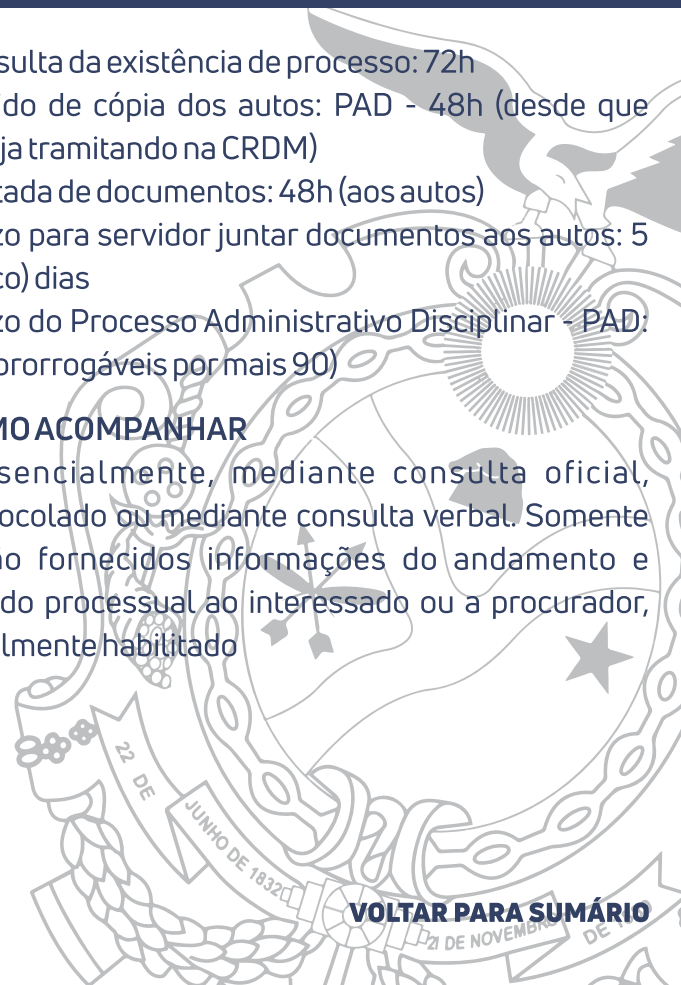 sulta da existência de processo: 72h
ido de cópia dos autos: PAD - 48h (desde que
ja tramitando na CRDM)
tada de documentos: 48h (aos autos)
zo para servidor juntar documentos aos autos: 5
co) dias
zo do Processo Administrativo Disciplinar - PAD:
prorrogáveis por mais 90)
MO ACOMPANHAR
sencialmente, mediante consulta oficial,
ocolado ou mediante consulta verbal. Somente
ão fornecidos informações do andamento e
do processual ao interessado ou a procurador,
lmente habilitado
22 DE
JUNHO DE 1832
VOLTAR PARA SUMÁRIO
21 DE NOVEMBRO
DE